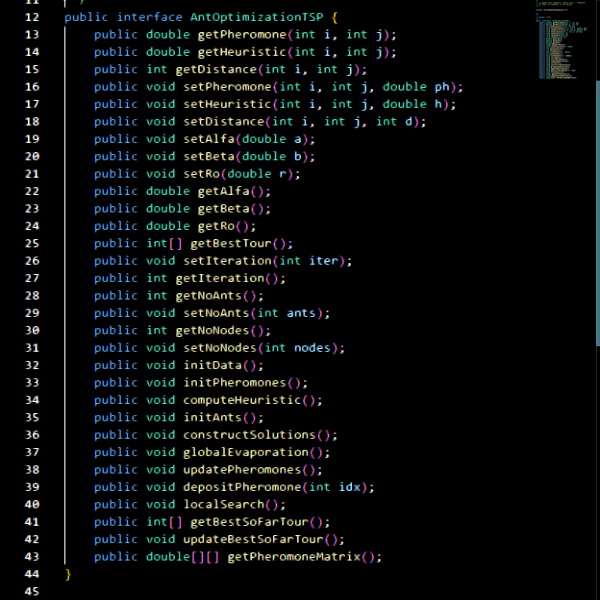 12 public interface AntOptimizationTSP {
13 public double getPheromone(int i, int j);
14 public double getHeuristic(int i, int j);
15 public int getDistance(int i, int j);
16 public void setPheromone(int i, int j, double ph);
17 public void setHeuristic(int i, int j, double h);
18 public void setDistance(int i, int j, int d);
19 public void setAlfa(double a);
20 public void setBeta(double b);
21 public void setRo(double r);
22 public double getAlfa();
23 public double getBeta();
24 public double getRo();
25 public int[] getBestTour();
26 public void setIteration(int iter);
27 public int getIteration();
28 public int getNoAnts();
29 public void setNoAnts(int ants);
30 public int getNoNodes();
31 public void setNoNodes(int nodes);
32 public void initData();
33 public void initPheromones();
34 public void computeHeuristic();
35 public void initAnts();
36 public void constructSolutions();
37 public void globalEvaporation();
38 public void updatePheromones();
39 public void depositPheromone(int idx);
40 public void localSearch();
41 public int[] getBestSoFarTour();
42 public void updateBestSoFarTour();
43 public double[][] getPheromoneMatrix();
44 }
45